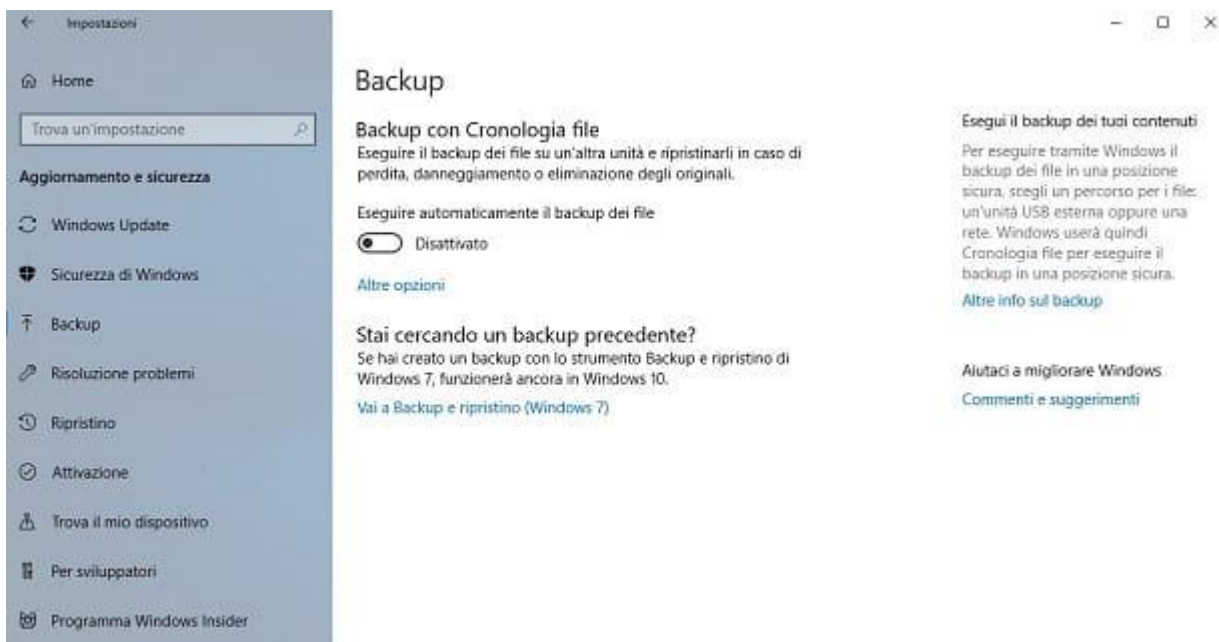 Impostazioni
Home
Trova un'impostazione
Aggiornamento e sicurezza
Windows Update
Sicurezza di Windows
Backup
Risoluzione problemi
Ripristino
Attivazione
Trova il mio dispositivo
Per sviluppatori
Programma Windows Insider
Backup
Backup con Cronologia file
Eseguire il backup dei file su un'altra unità e ripristinarli in caso di
perdita, danneggiamento o eliminazione degli originali.
Eseguire automaticamente il backup dei file
Disattivato
Altre opzioni
Stai cercando un backup precedente?
Se hai creato un backup con lo strumento Backup e ripristino di
Windows 7, funzionerà ancora in Windows 10.
Vai a Backup e ripristino (Windows 7)
Esegui il backup dei tuoi contenuti
Per eseguire tramite Windows il
backup dei file in una posizione
sicura, scegli un percorso per i file:
un'unità USB esterna oppure una
rete. Windows userà quindi
Cronologia file per eseguire il
backup in una posizione sicura.
Altre info sul backup
Aiutaci a migliorare Windows
Commenti e suggerimenti